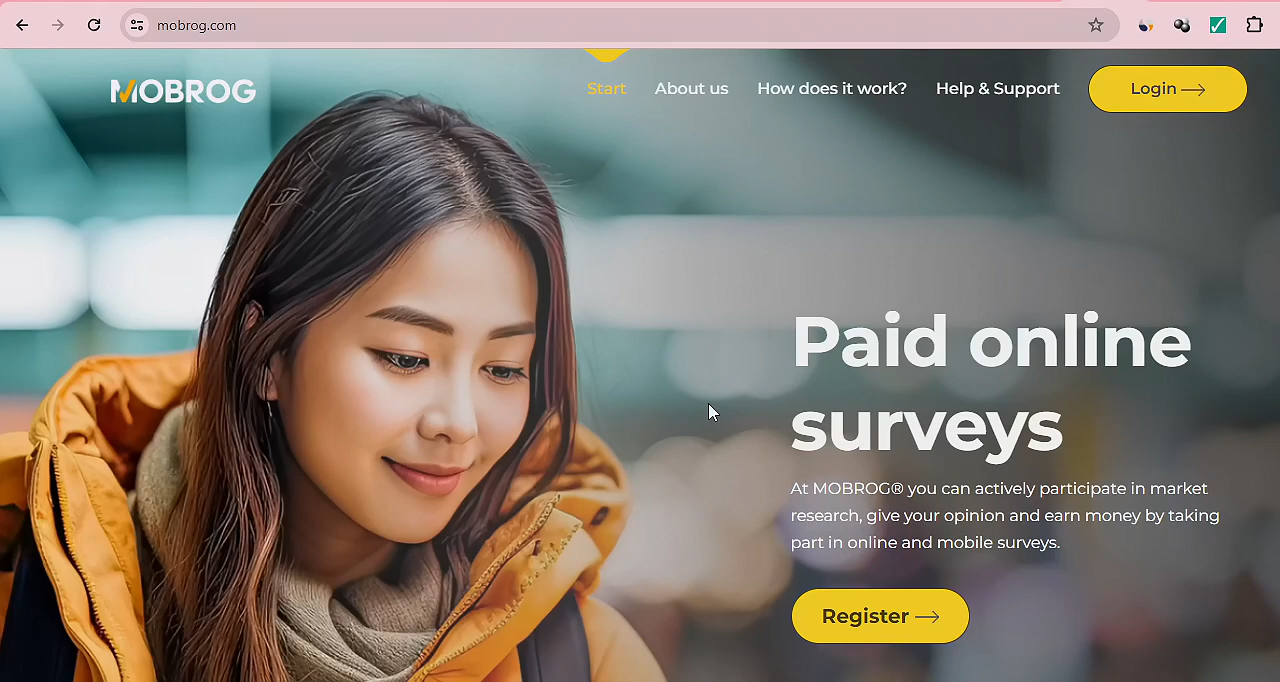 mobrog.com
MOBROG
Start
About us
How does it work?
Help & Support
Login
Paid online
surveys
At MOBROG® you can actively participate in market
research, give your opinion and earn money by taking
part in online and mobile surveys.
Register